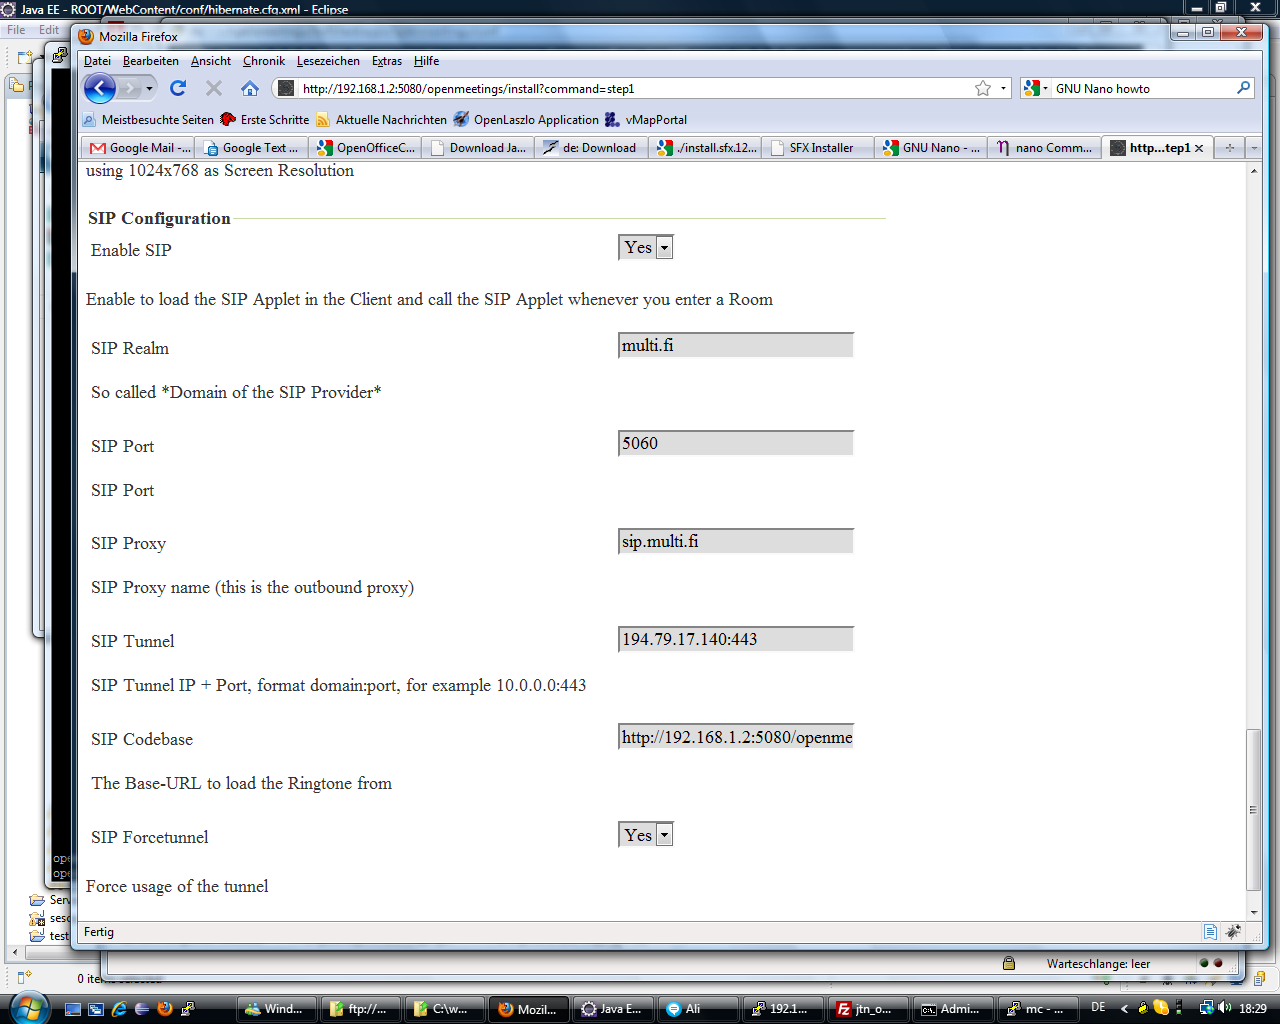 Java EE - ROOT/WebContent/conf/hibernate.cfg.xml - Eclipse
File Edit
Mozilla Firefox
Datei Bearbeiten Ansicht Chronik Lesezeichen Extras Hilfe
http://192.168.1.2:5080/openmeetings/install?command=step1
GNU Nano howto
Meistbesuchte Seiten Erste Schritte Aktuelle Nachrichten OpenLaszlo Application vMapPortal
Google Mail -... Google Text ... OpenOfficeC... Download Ja... de: Download ./install.sfx.12... SFX Installer GNU Nano - ... nano Comm... http...tep1
using 1024x768 as Screen Resolution
SIP Configuration
Enable SIP Yes
Enable to load the SIP Applet in the Client and call the SIP Applet whenever you enter a Room
SIP Realm multi.fi
So called *Domain of the SIP Provider*
SIP Port 5060
SIP Port
SIP Proxy sip.multi.fi
SIP Proxy name (this is the outbound proxy)
SIP Tunnel 194.79.17.140:443
SIP Tunnel IP + Port, format domain:port, for example 10.0.0.0:443
SIP Codebase http://192.168.1.2:5080/openme
The Base-URL to load the Ringtone from
SIP Forcetunnel Yes
Force usage of the tunnel
ope
ope
Serv
seso
test
Fertig
Warteschlange: leer
0 items selected
Wind... ftp://... C:\w... Mozil... Java E... Ali 192.1... jtn_o... Admi... mc - ... DE 18:29